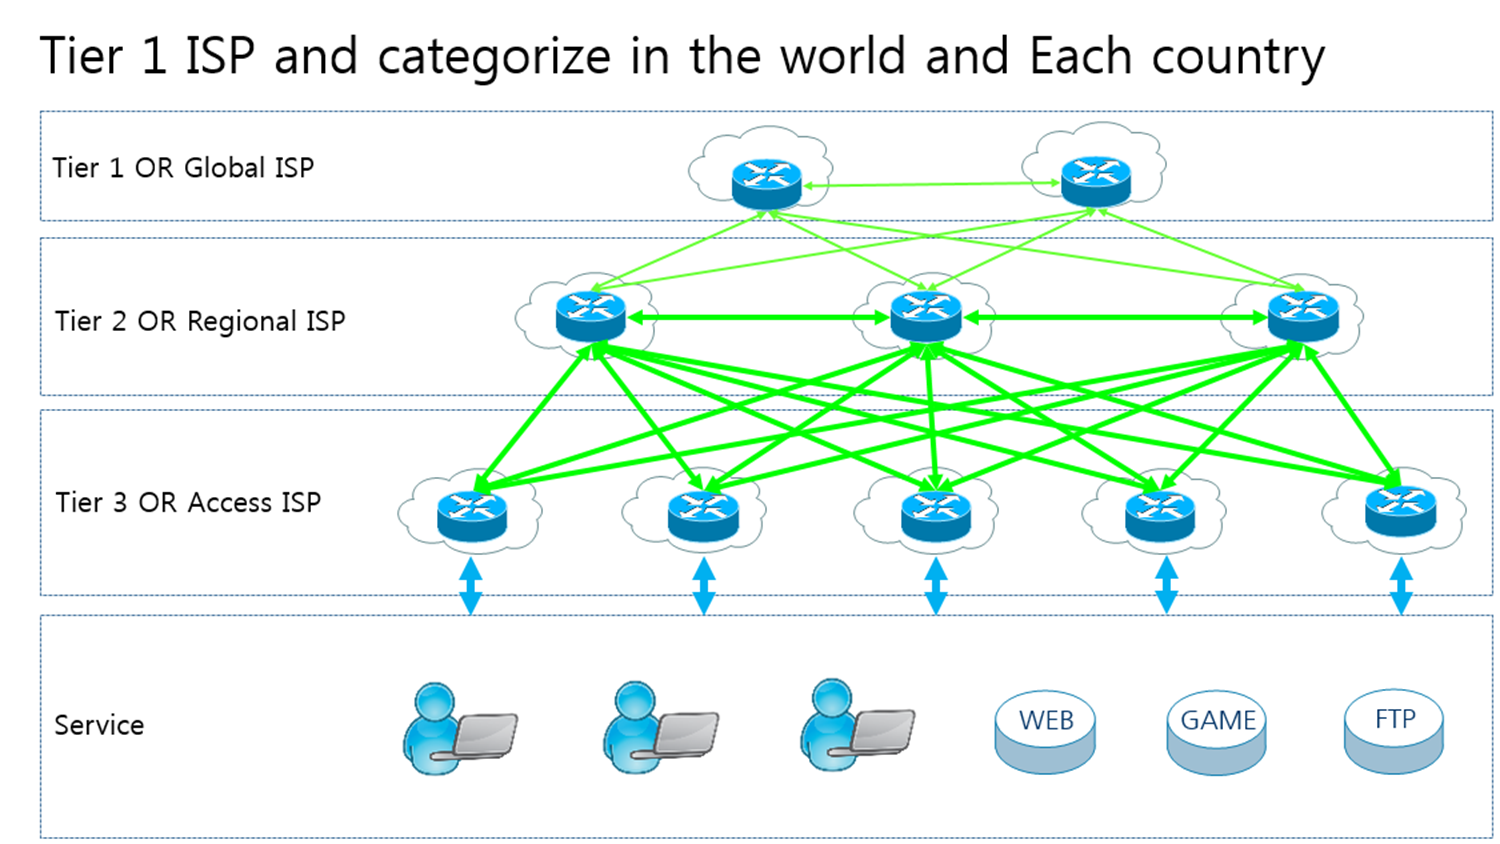 Tier 1 ISP and categorize in the world and Each country
Tier 1 OR Global ISP
Tier 2 OR Regional ISP
Tier 3 OR Access ISP
Service
WEB
GAME
FTP